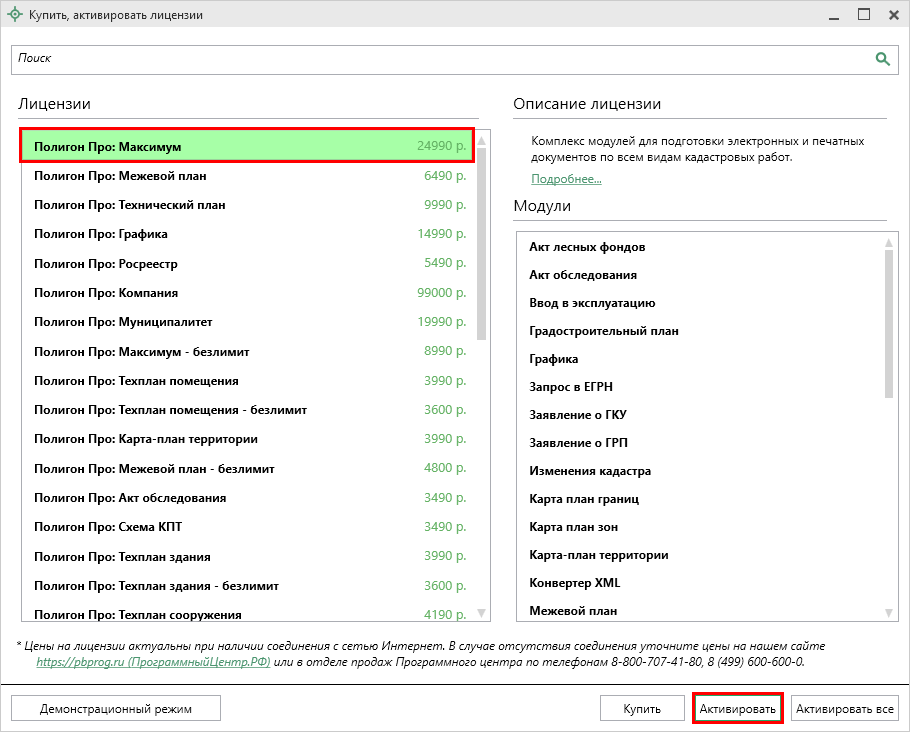 Купить, активировать лицензии
Поиск
Лицензии
Полигон Про: Максимум 24990 р.
Полигон Про: Межевой план 6490 р.
Полигон Про: Технический план 9990 р.
Полигон Про: Графика 14990 р.
Полигон Про: Росреестр 5490 р.
Полигон Про: Компания 99000 р.
Полигон Про: Муниципалитет 19990 р.
Полигон Про: Максимум - безлимит 8990 р.
Полигон Про: Техплан помещения 3990 р.
Полигон Про: Техплан помещения - безлимит 3600 р.
Полигон Про: Карта-план территории 3990 р.
Полигон Про: Межевой план - безлимит 4800 р.
Полигон Про: Акт обследования 3490 р.
Полигон Про: Схема КПТ 3490 р.
Полигон Про: Техплан здания 3990 р.
Полигон Про: Техплан здания - безлимит 3600 р.
Полигон Про: Техплан сооружения 4190 р.
Описание лицензии
Комплекс модулей для подготовки электронных и печатных
документов по всем видам кадастровых работ.
Подробнее...
Модули
Акт лесных фондов
Акт обследования
Ввод в эксплуатацию
Градостроительный план
Графика
Запрос в ЕГРН
Заявление о ГКУ
Заявление о ГРП
Изменения кадастра
Карта план границ
Карта план зон
Карта-план территории
Конвертер XML
Межевой план
* Цены на лицензии актуальны при наличии соединения с сетью Интернет. В случае отсутствия соединения уточните цены на нашем сайте
https://pbprog.ru (ПрограммныйЦентр.РФ) или в отделе продаж Программного центра по телефонам 8-800-707-41-80, 8 (499) 600-600-0.
Демонстрационный режим
Купить
Активировать
Активировать все